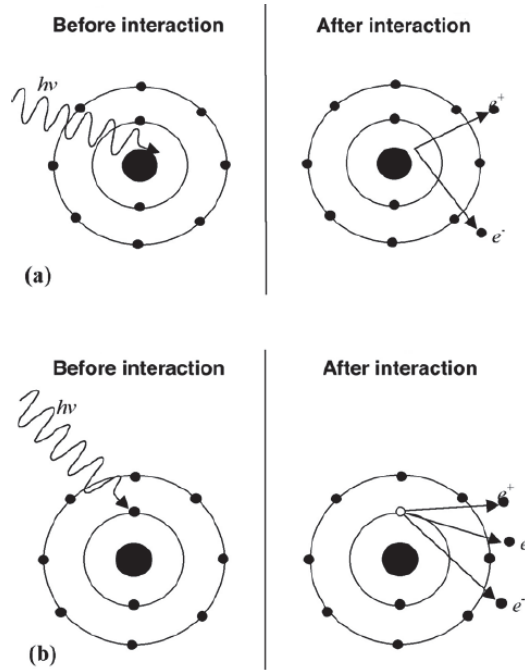 Before interaction After interaction
hν
e⁺
e⁻
(a)
Before interaction After interaction
hν
e⁺
e
e⁻
(b)